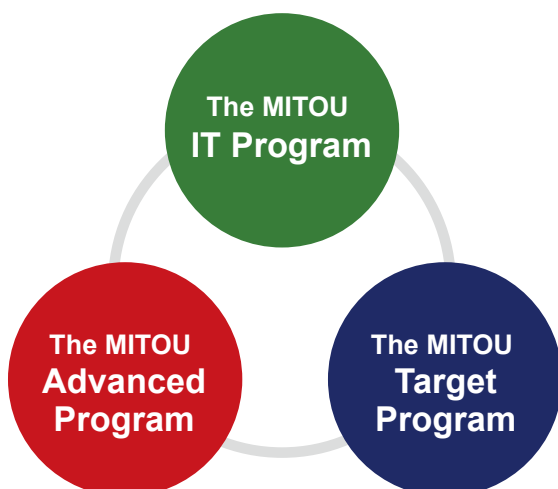 The MITOU
IT Program
The MITOU
Advanced
Program
The MITOU
Target
Program